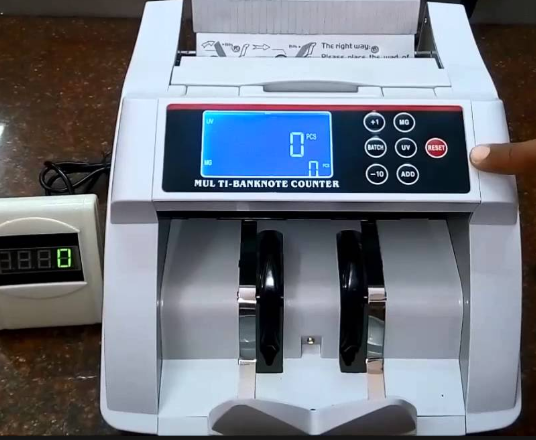 The right way:
Please place the wad of
UV
0 PCS
MG
0 PCS
+1 MG
BATCH UV RESET
−10 ADD
MUL TI-BANKNOTE COUNTER
0